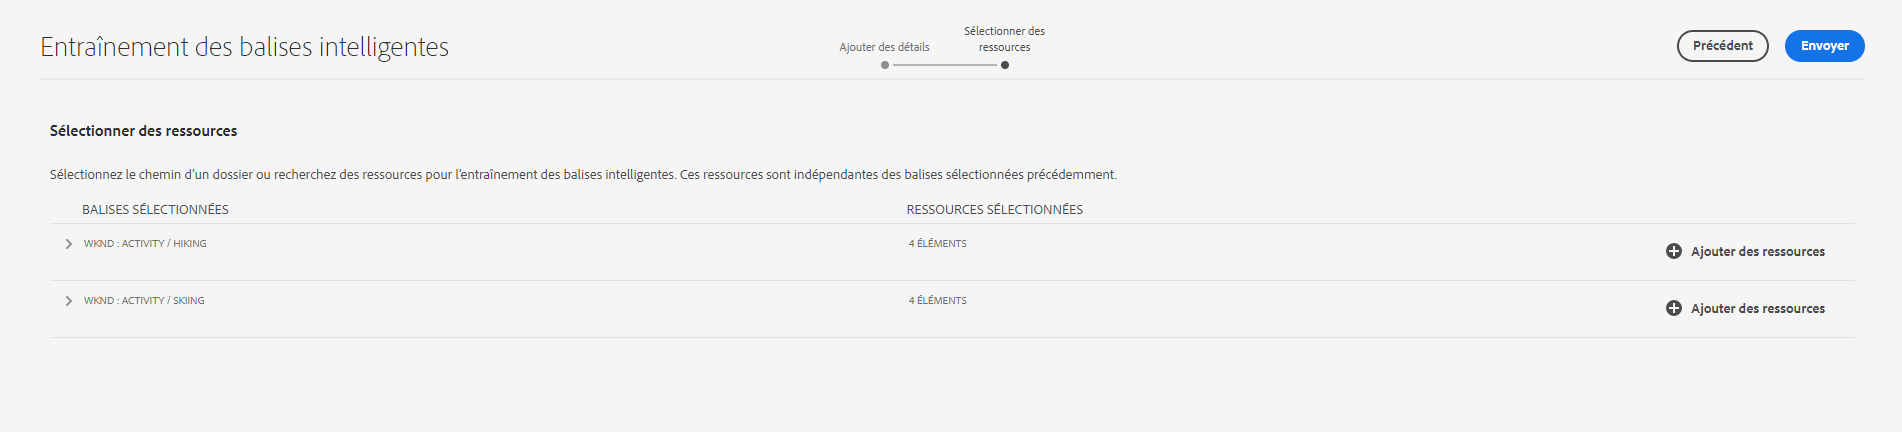 Entraînement des balises intelligentes
Ajouter des détails
Sélectionner des
ressources
Précédent
Envoyer
Sélectionner des ressources
Sélectionnez le chemin d’un dossier ou recherchez des ressources pour l’entraînement des balises intelligentes. Ces ressources sont indépendantes des balises sélectionnées précédemment.
BALISES SÉLECTIONNÉES
RESSOURCES SÉLECTIONNÉES
WKND : ACTIVITY / HIKING
4 ÉLÉMENTS
Ajouter des ressources
WKND : ACTIVITY / SKIING
4 ÉLÉMENTS
Ajouter des ressources